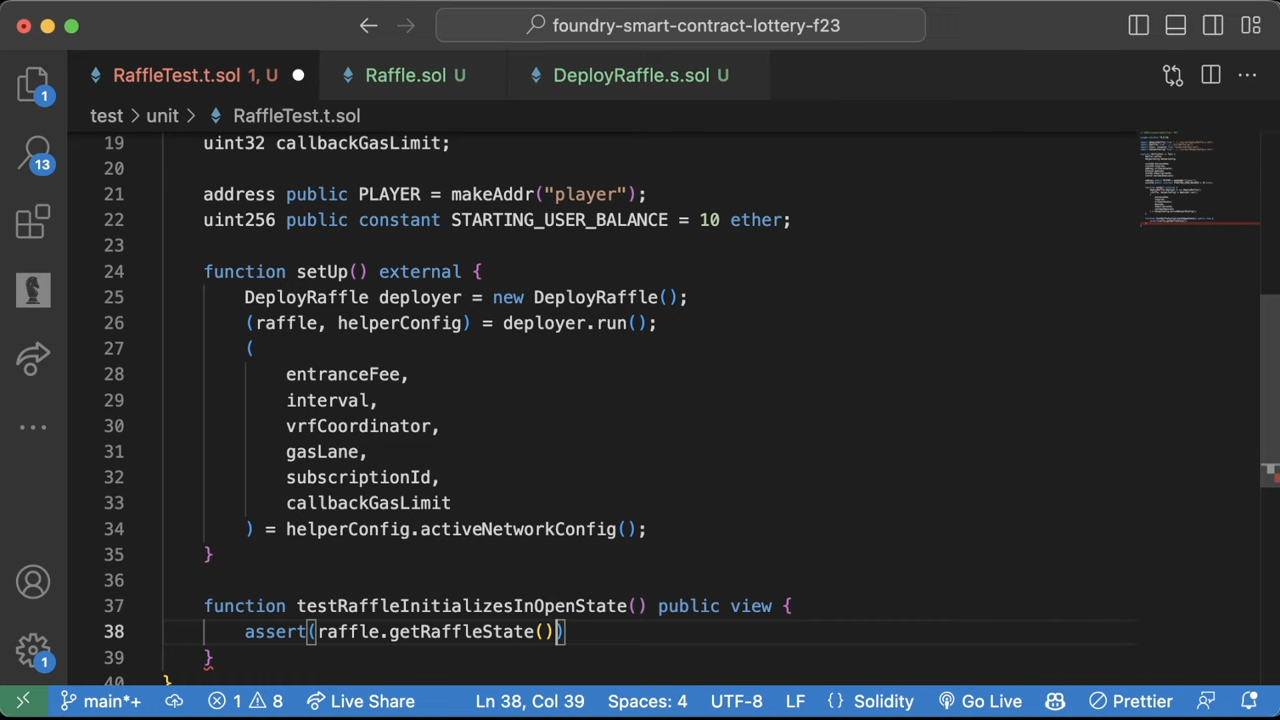 foundry-smart-contract-lottery-f23
RaffleTest.t.sol 1, U
Raffle.sol U
DeployRaffle.s.sol U
test > unit > RaffleTest.t.sol
19 uint32 callbackGasLimit;
20
21 address public PLAYER = makeAddr("player");
22 uint256 public constant STARTING_USER_BALANCE = 10 ether;
23
24 function setUp() external {
25 DeployRaffle deployer = new DeployRaffle();
26 (raffle, helperConfig) = deployer.run();
27 (
28 entranceFee,
29 interval,
30 vrfCoordinator,
31 gasLane,
32 subscriptionId,
33 callbackGasLimit
34 ) = helperConfig.activeNetworkConfig();
35 }
36
37 function testRaffleInitializesInOpenState() public view {
38 assert(raffle.getRaffleState())
39 }
40 }
1
13
1
main*+ 1 8 Live Share Ln 38, Col 39 Spaces: 4 UTF-8 LF {} Solidity Go Live Prettier